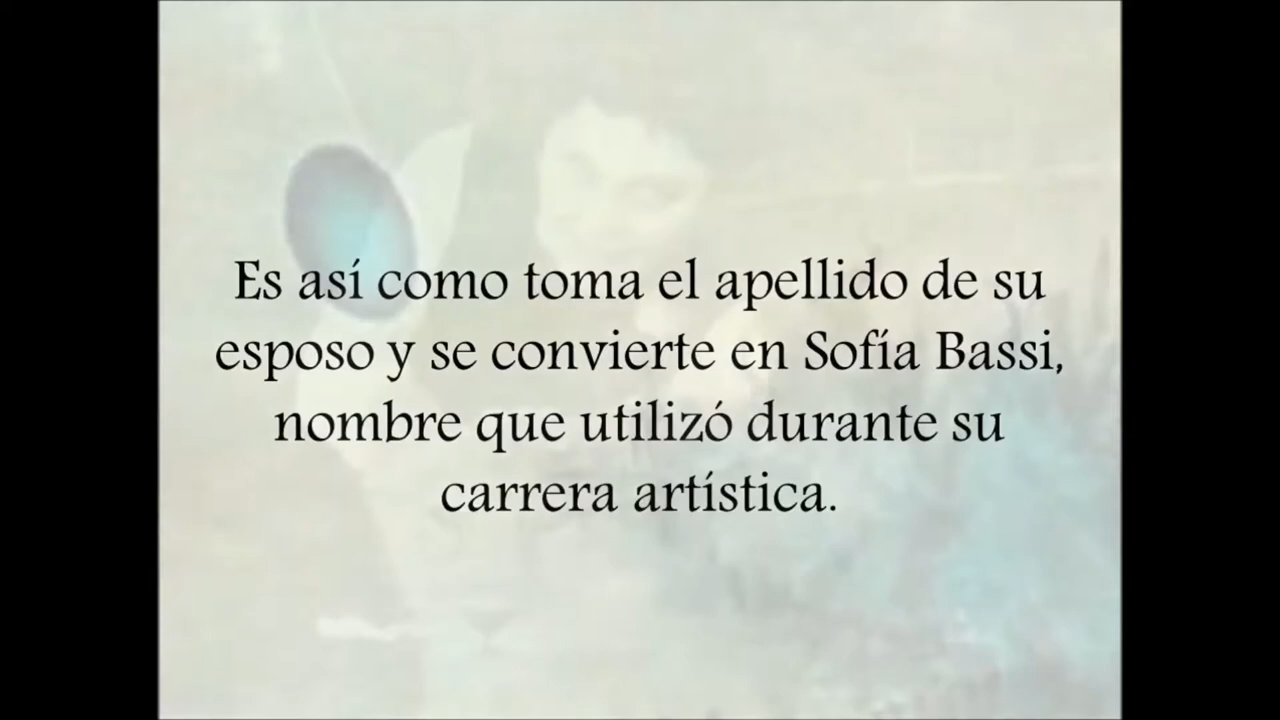 Es así como toma el apellido de su
esposo y se convierte en Sofía Bassi,
nombre que utilizó durante su
carrera artística.